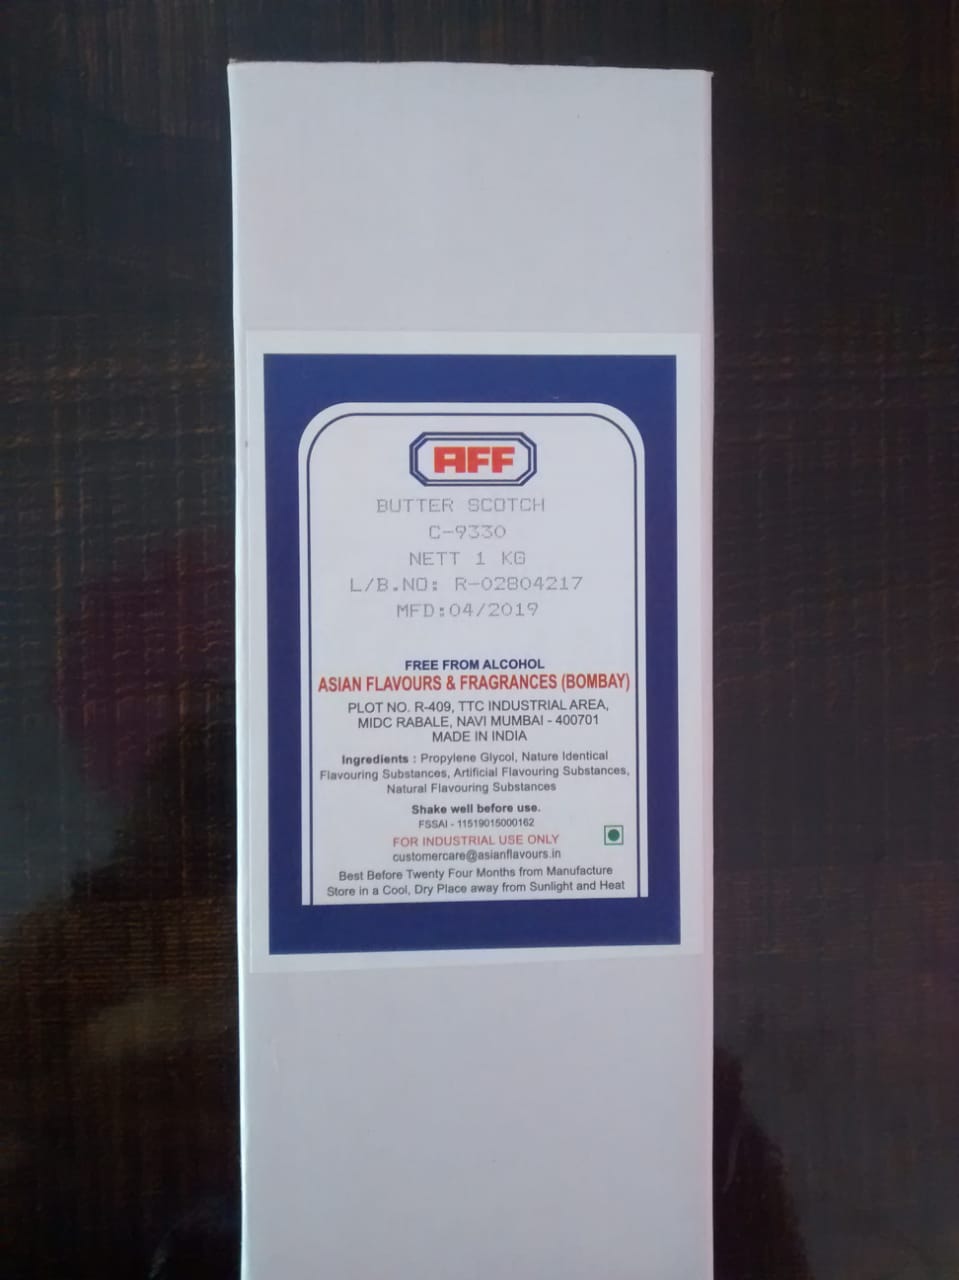 AFF
BUTTER SCOTCH
C-9330
NETT 1 KG
L/B.NO: R-02804217
MFD:04/2019
FREE FROM ALCOHOL
ASIAN FLAVOURS & FRAGRANCES (BOMBAY)
PLOT NO. R-409, TTC INDUSTRIAL AREA,
MIDC RABALE, NAVI MUMBAI - 400701
MADE IN INDIA
Ingredients : Propylene Glycol, Nature Identical
Flavouring Substances, Artificial Flavouring Substances,
Natural Flavouring Substances
Shake well before use.
FSSAI - 11519015000162
FOR INDUSTRIAL USE ONLY
customercare@asianflavours.in
Best Before Twenty Four Months from Manufacture
Store in a Cool, Dry Place away from Sunlight and Heat